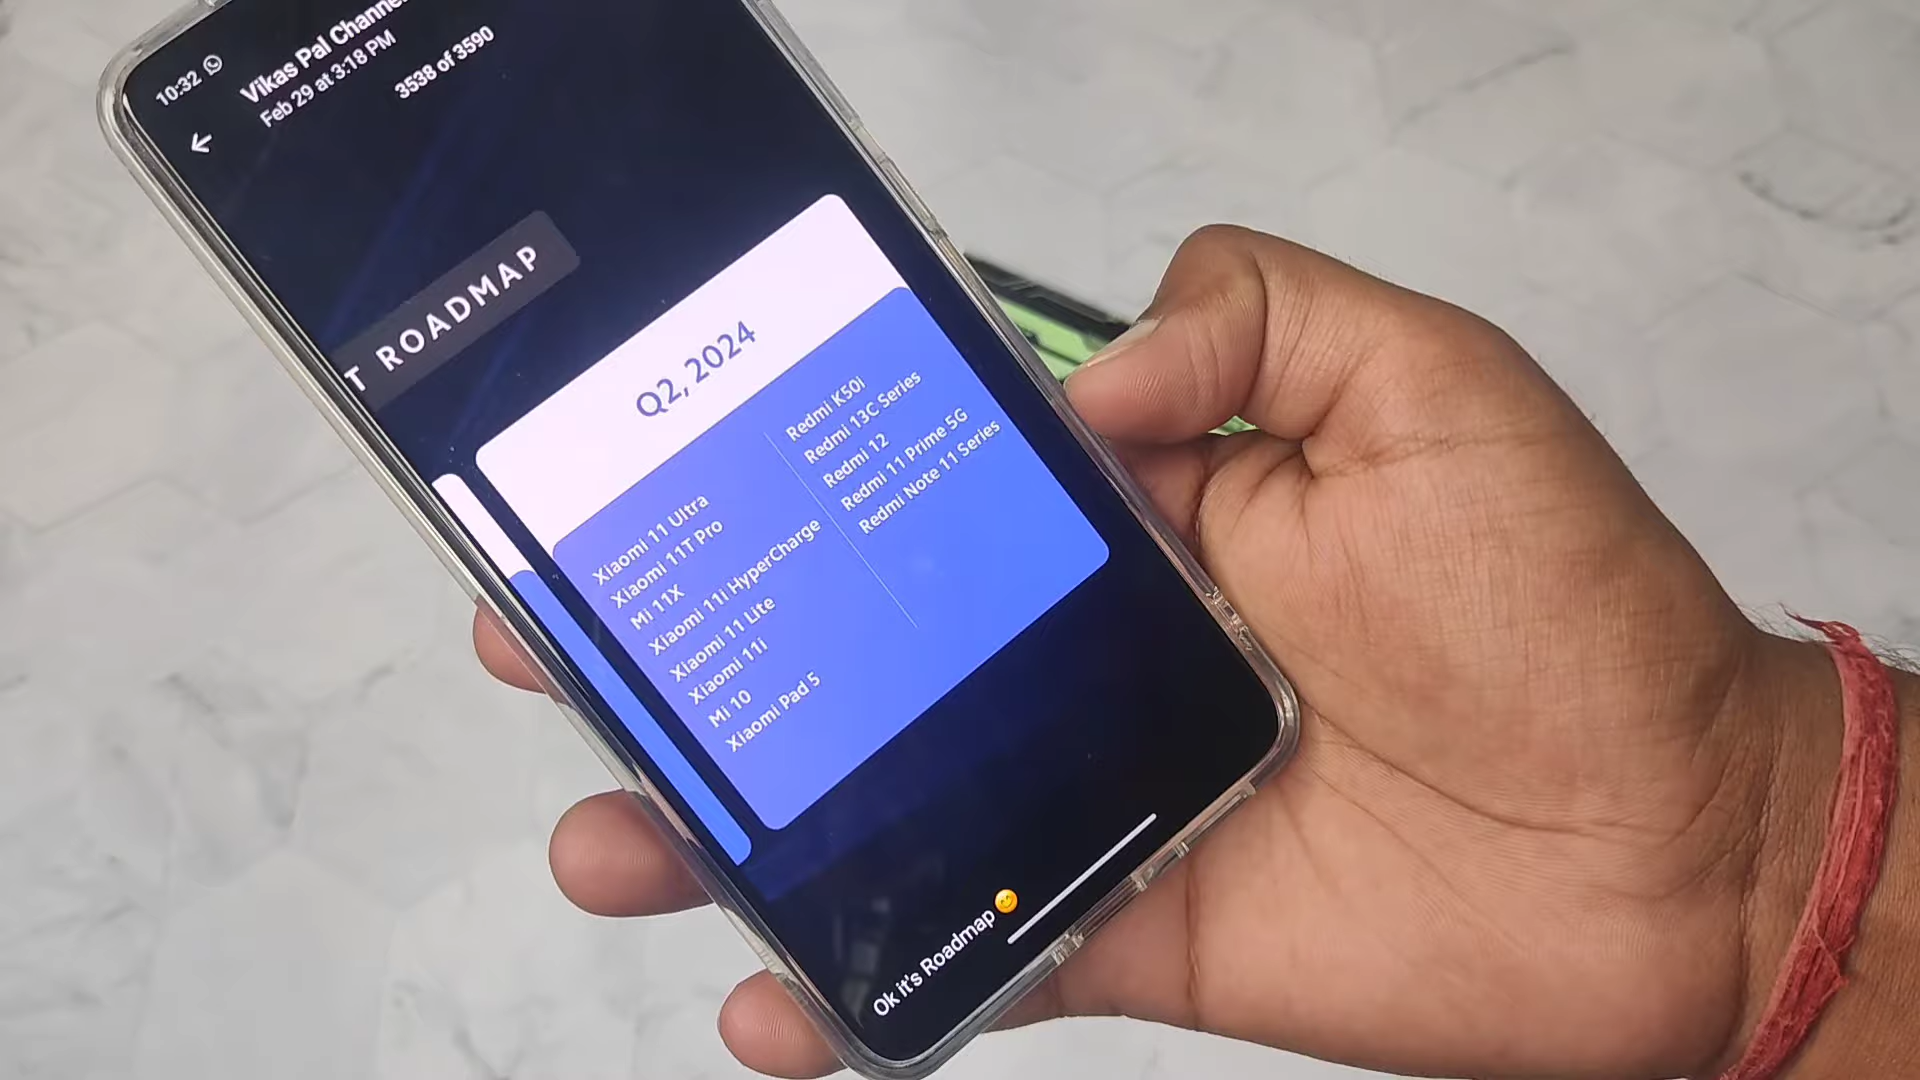 10:32
Vikas Pal Channel
Feb 29 at 3:18 PM
3538 of 3590
T ROADMAP
Q2, 2024
Xiaomi 11 Ultra
Xiaomi 11T Pro
Mi 11X
Xiaomi 11i HyperCharge
Xiaomi 11 Lite
Xiaomi 11i
Mi 10
Xiaomi Pad 5
Redmi K50i
Redmi 13C Series
Redmi 12
Redmi 11 Prime 5G
Redmi Note 11 Series
Ok it's Roadmap 😊